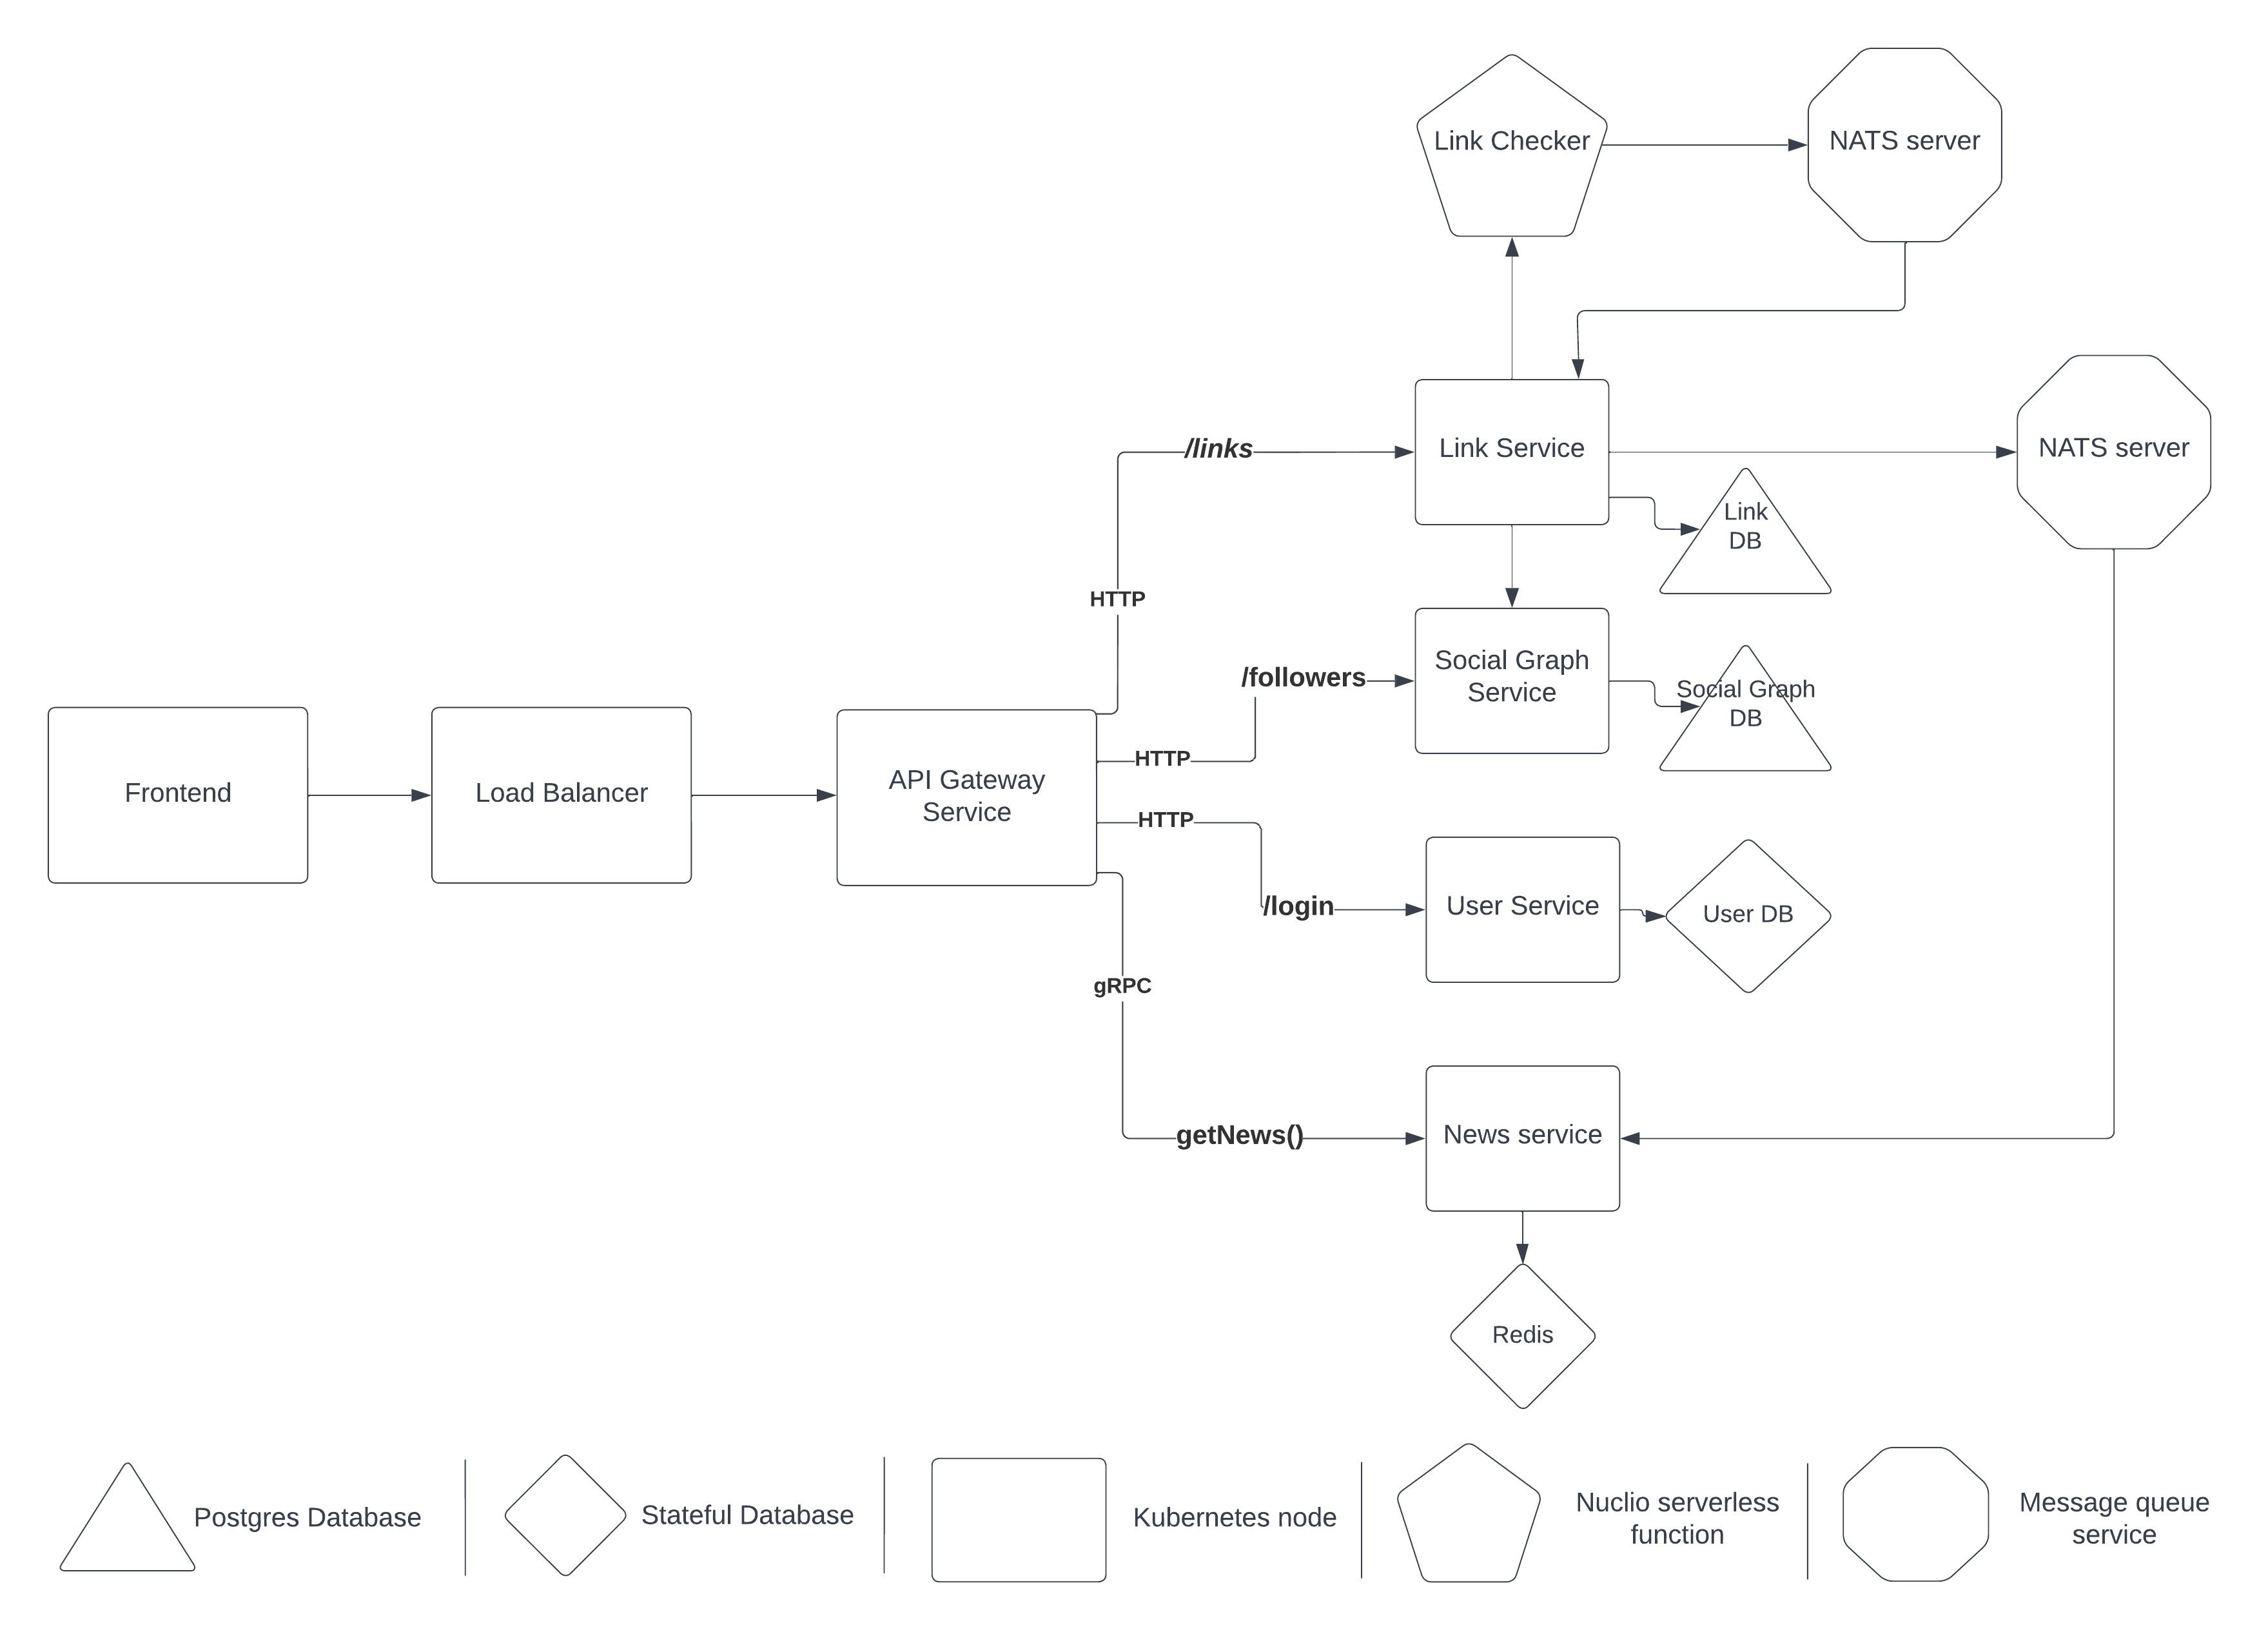 Link Checker
NATS server
/links
Link Service
NATS server
Link
DB
HTTP
/followers
Social Graph
Service
Social Graph
DB
Frontend
Load Balancer
API Gateway
Service
HTTP
HTTP
/login
User Service
User DB
gRPC
getNews()
News service
Redis
Postgres Database
Stateful Database
Kubernetes node
Nuclio serverless
function
Message queue
service